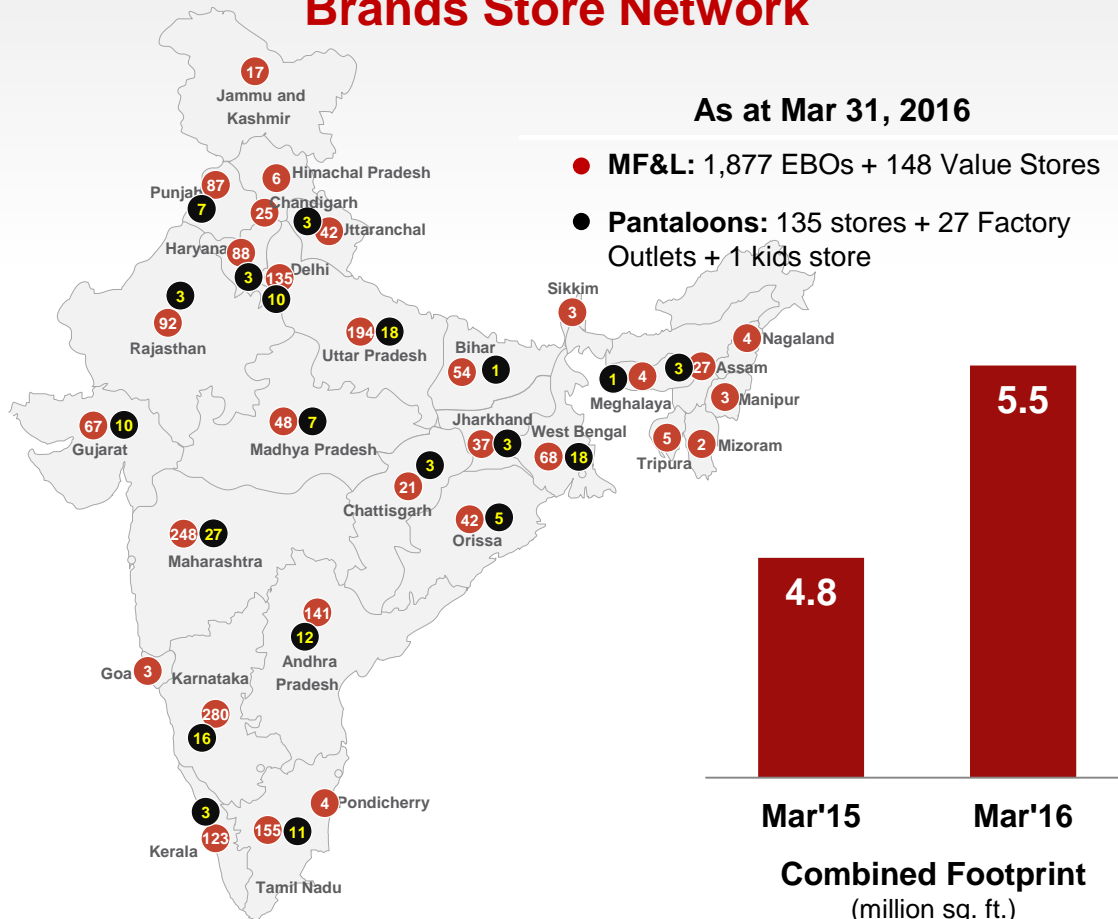 Brands Store Network
As at Mar 31, 2016
MF&L: 1,877 EBOs + 148 Value Stores
Pantaloons: 135 stores + 27 Factory
Outlets + 1 kids store
17
Jammu and
Kashmir
6 Himachal Pradesh
Punjab 87
7
Chandigarh
25
3
42 Uttaranchal
Haryana 88
3
Delhi
135
10
3
92
Rajasthan
194 18
Uttar Pradesh
Bihar
54 1
Sikkim
3
4 Nagaland
3 27 Assam
1 4
Meghalaya
3 Manipur
5
Tripura
2 Mizoram
67 10
Gujarat
48 7
Madhya Pradesh
Jharkhand
37 3
West Bengal
68 18
3
21
Chattisgarh
42 5
Orissa
248 27
Maharashtra
141
12
Andhra
Pradesh
Goa 3
Karnataka
280
16
4 Pondicherry
3
123
Kerala
155 11
Tamil Nadu
4.8
5.5
Mar'15
Mar'16
Combined Footprint
(million sq. ft.)